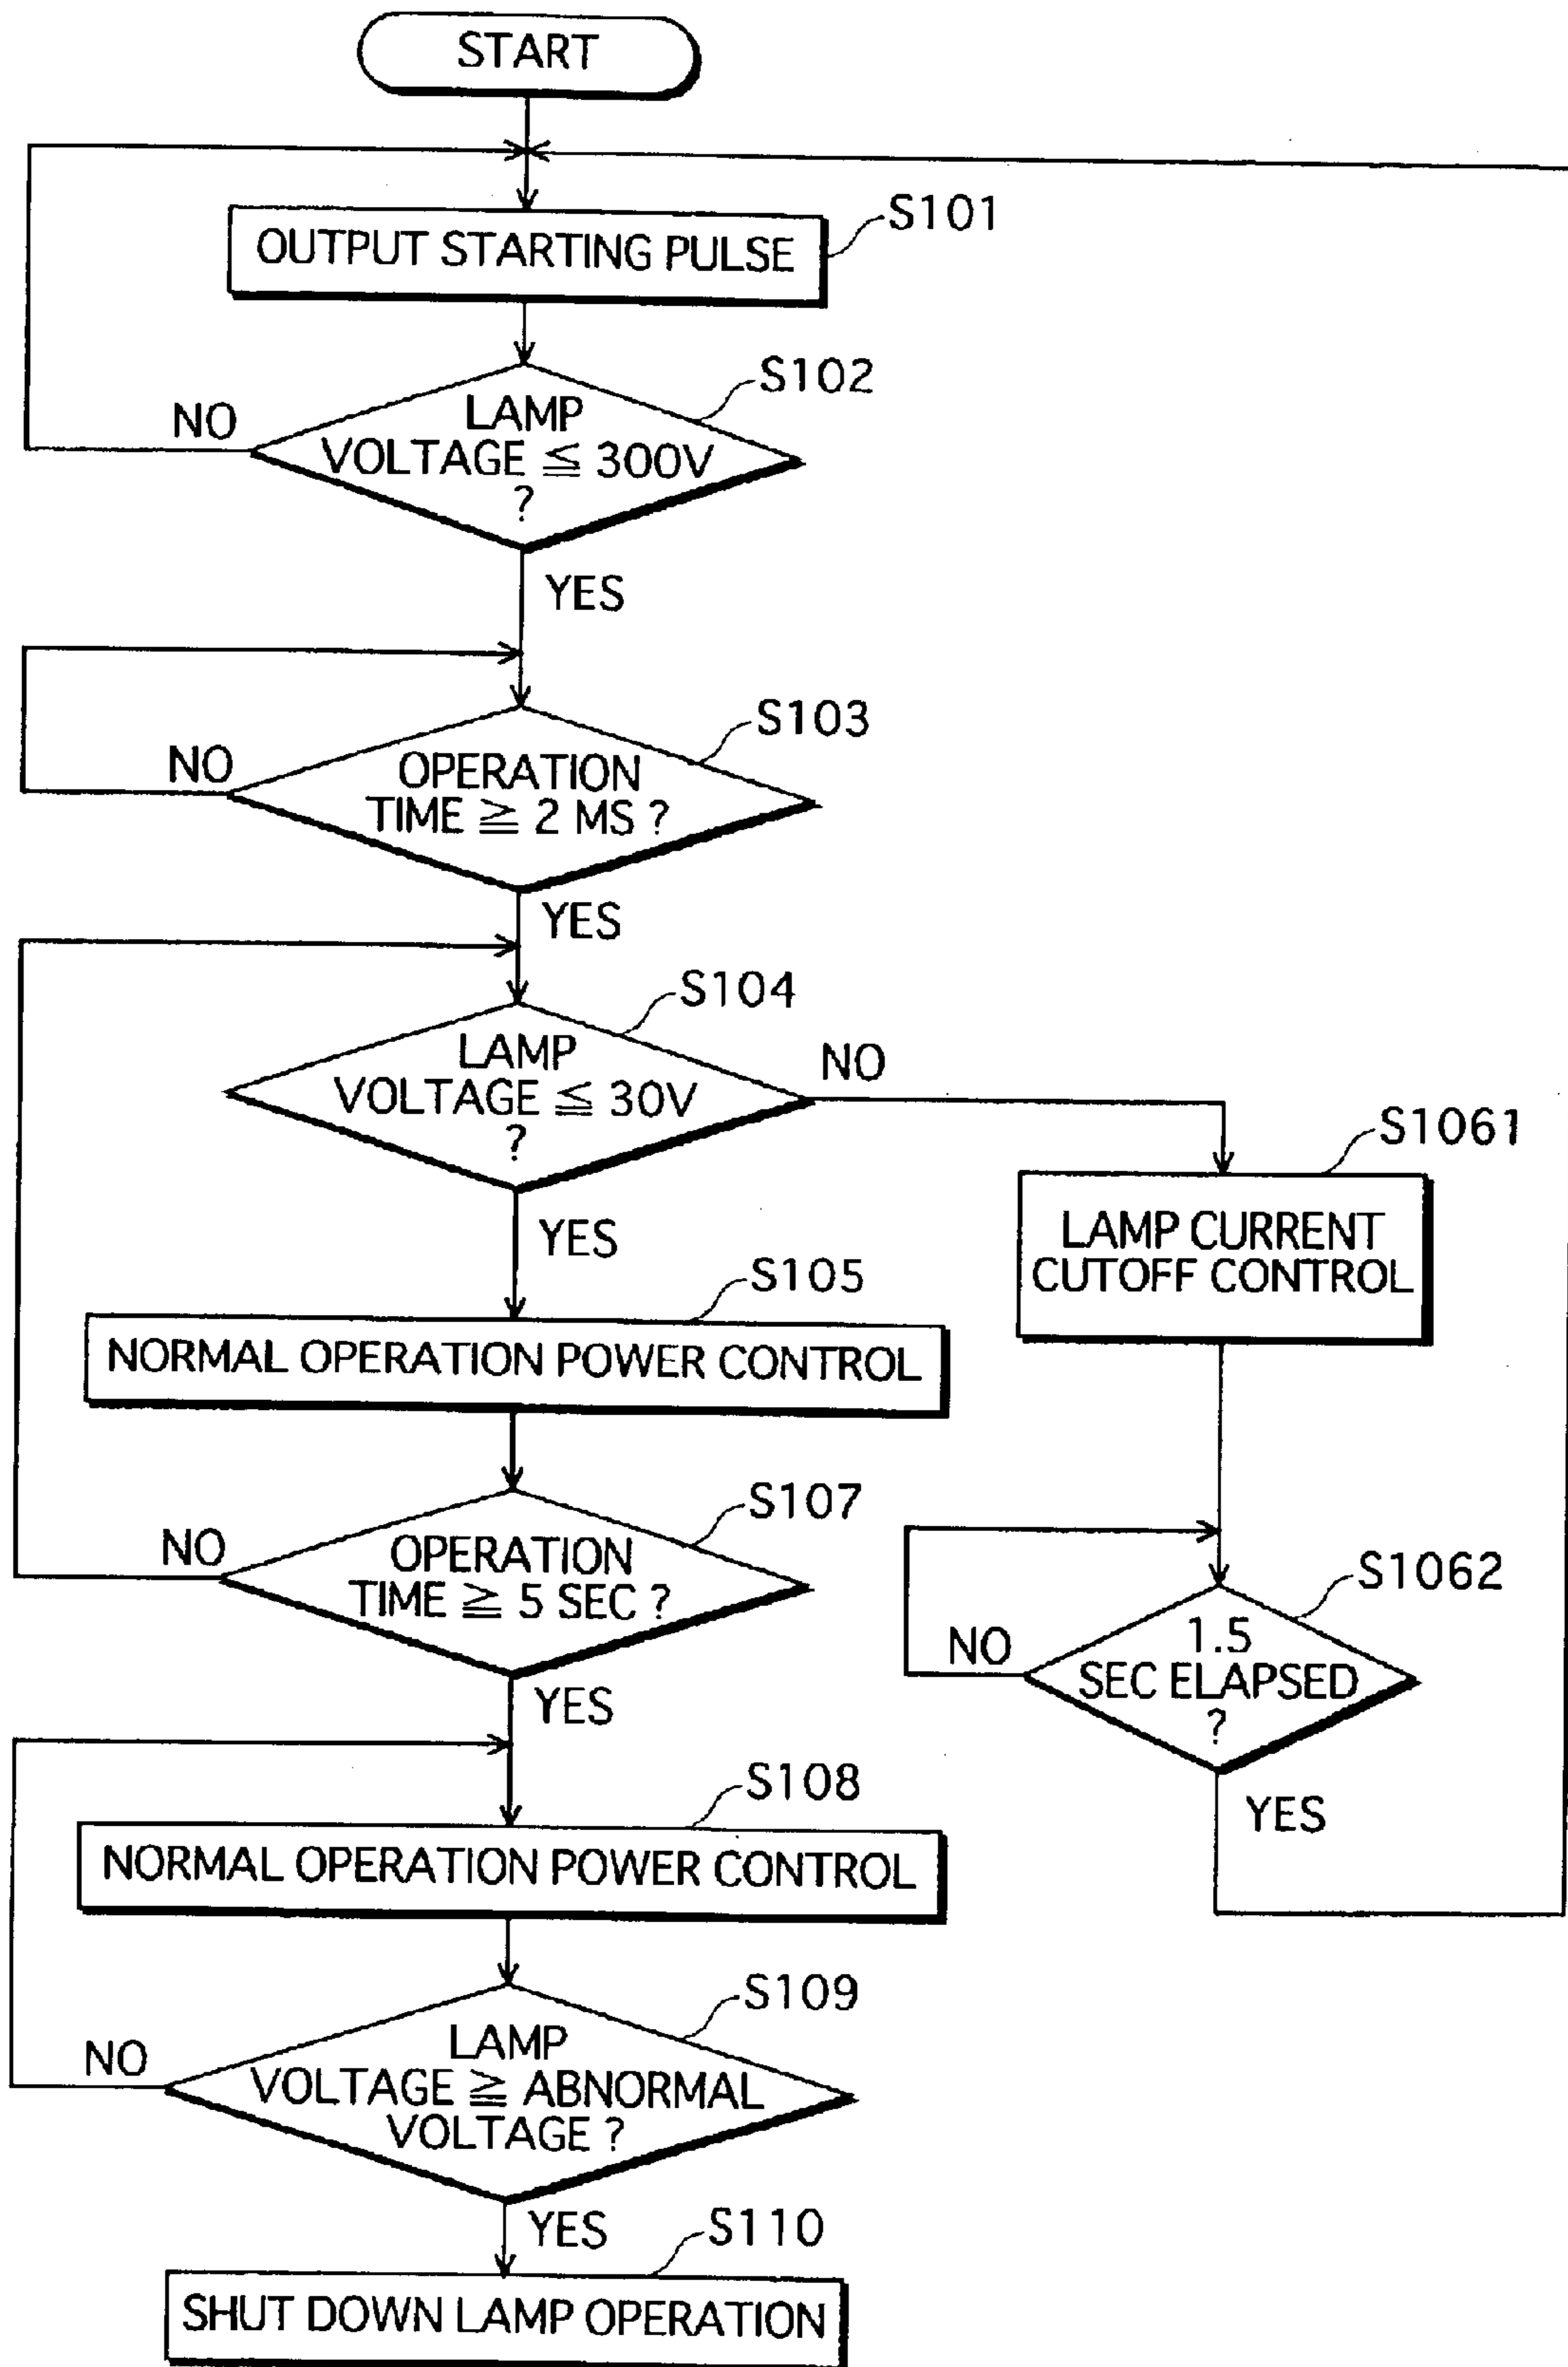 START
S101
OUTPUT STARTING PULSE
S102
LAMP
VOLTAGE ≦ 300V
?
NO
YES
S103
OPERATION
TIME ≧ 2 MS ?
NO
YES
S104
LAMP
VOLTAGE ≦ 30V
?
NO
YES
S1061
LAMP CURRENT
CUTOFF CONTROL
S105
NORMAL OPERATION POWER CONTROL
S107
OPERATION
TIME ≧ 5 SEC ?
NO
YES
S1062
1.5
SEC ELAPSED
?
NO
YES
S108
NORMAL OPERATION POWER CONTROL
S109
LAMP
VOLTAGE ≧ ABNORMAL
VOLTAGE ?
NO
YES
S110
SHUT DOWN LAMP OPERATION